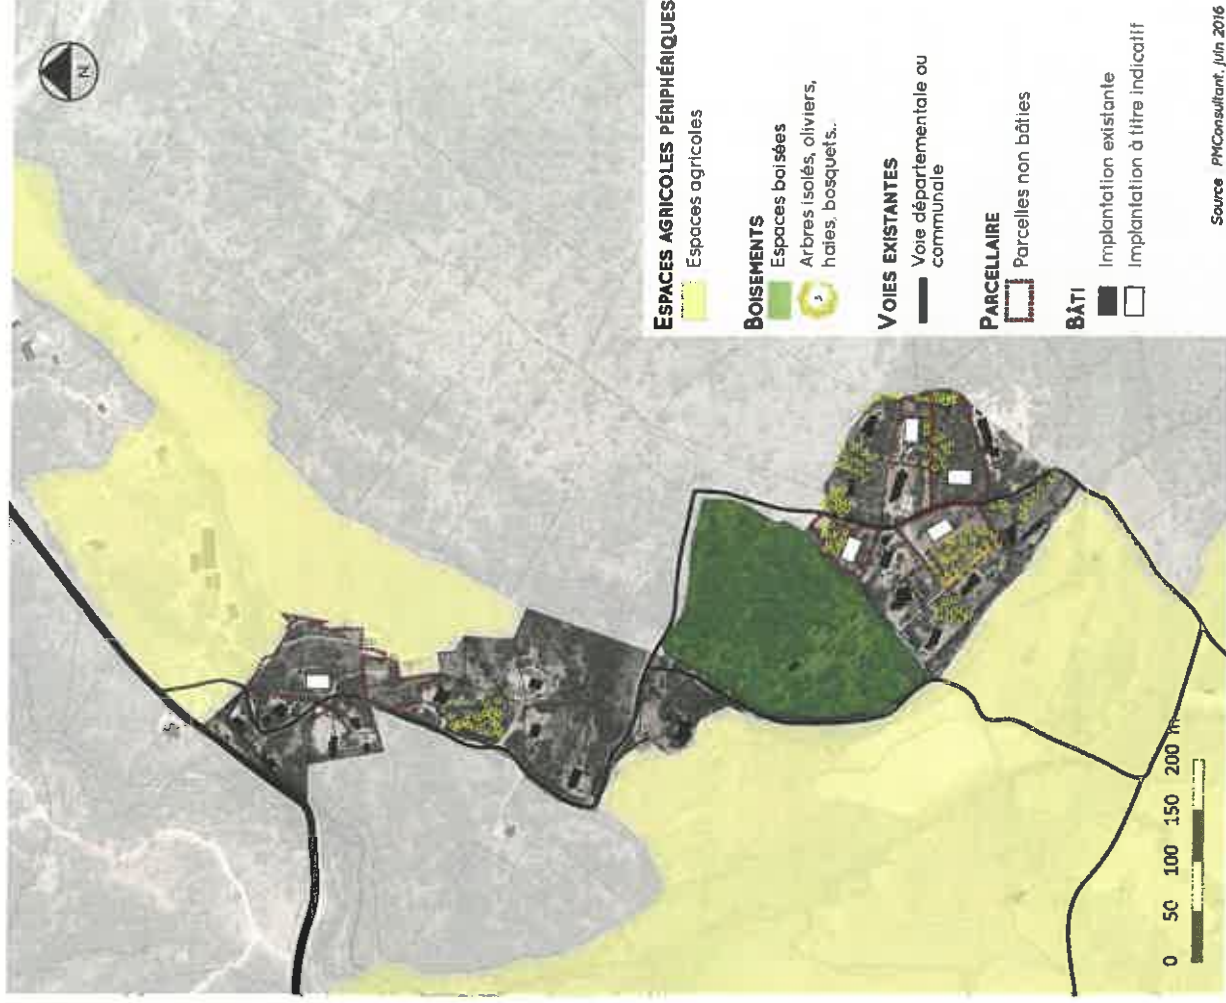 N
ESPACES AGRICOLES PÉRIPHÉRIQUES
Espaces agricoles
BOISEMENTS
Espaces boisées
Arbres isolés, oliviers,
haies, bosquets..
VOIES EXISTANTES
Voie départementale ou
communale
PARCELLAIRE
Parcelles non bâties
BÂTI
Implantation existante
Implantation à titre indicatif
0 50 100 150 200 m
Source PMConsultant, juin 2016